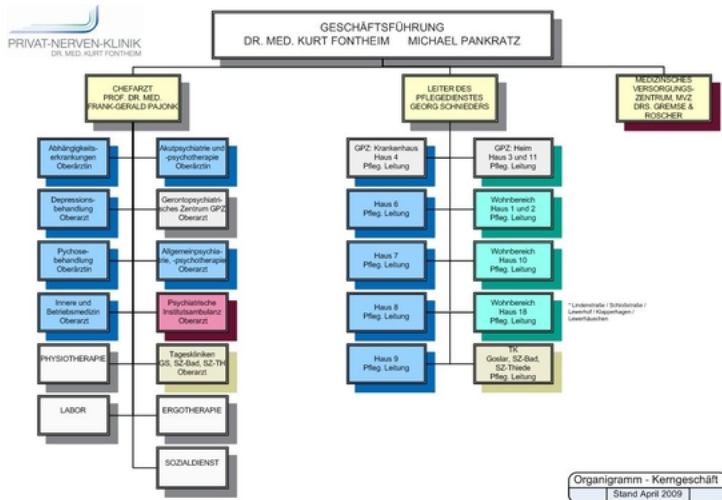 PRIVAT-NERVEN-KLINIK
DR. MED. KURT FONTHEIM
GESCHÄFTSFÜHRUNG
DR. MED. KURT FONTHEIM MICHAEL PANKRATZ
CHEFARZT
PROF. DR. MED.
FRANK-GERALD PAJONK
LEITER DES
PFLEGEDIENSTES
GEORG SCHNIEDERS
MEDIZINSCHES
VERSORGUNGS-
ZENTRUM, MVZ
DRS. GREMSE &
ROSCHER
Abhängigkeits-
erkrankungen
Oberärztin
Akutpsychiatrie und
-psychotherapie
Oberärztin
Depressions-
behandlung
Oberarzt
Gerontopsychiatri-
sches Zentrum GPZ
Oberarzt
Pychose-
behandlung
Oberärztin
Allgemeinpsychia-
trie, -psychotherapie
Oberarzt
Innere und
Betriebsmedizin
Oberarzt
Psychiatrische
Institutsambulanz
Oberarzt
PHYSIOTHERAPIE
Tageskliniken
GS, SZ-Bad, SZ-TH
Oberarzt
LABOR
ERGOTHERAPIE
SOZIALDIENST
GPZ: Krankenhaus
Haus 4
Pfleg. Leitung
GPZ: Heim
Haus 3 und 11
Pfleg. Leitung
Haus 6
Pfleg. Leitung
Wohnbereich
Haus 1 und 2
Pfleg. Leitung
Haus 7
Pfleg. Leitung
Wohnbereich
Haus 10
Pfleg. Leitung
Haus 8
Pfleg. Leitung
Wohnbereich
Haus 18
Pfleg. Leitung
Haus 9
Pfleg. Leitung
TK
Goslar, SZ-Bad,
SZ-Thiede
Pfleg. Leitung
* Lindenstraße / Schloßstraße /
Lewerhof / Klapperhagen /
Lewerhäuschen
Organigramm - Kerngeschäft
Stand April 2009